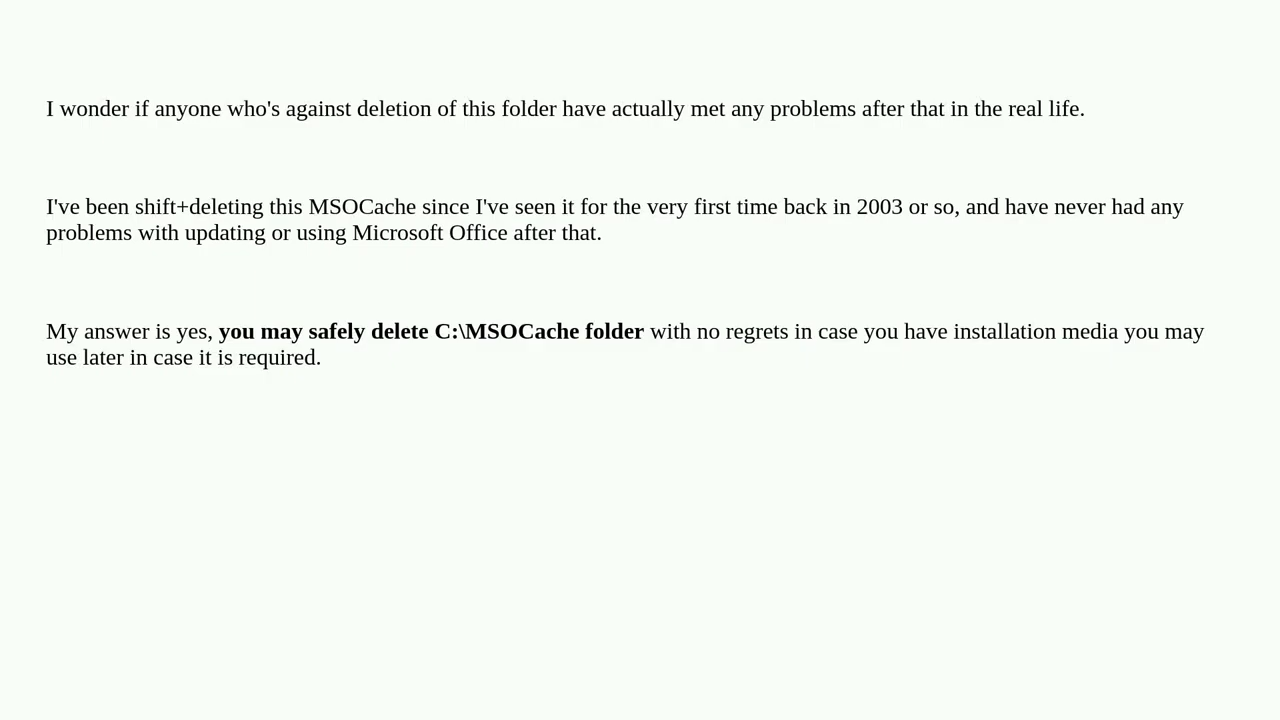 I wonder if anyone who's against deletion of this folder have actually met any problems after that in the real life.
I've been shift+deleting this MSOCache since I've seen it for the very first time back in 2003 or so, and have never had any
problems with updating or using Microsoft Office after that.
My answer is yes, you may safely delete C:\MSOCache folder with no regrets in case you have installation media you may
use later in case it is required.